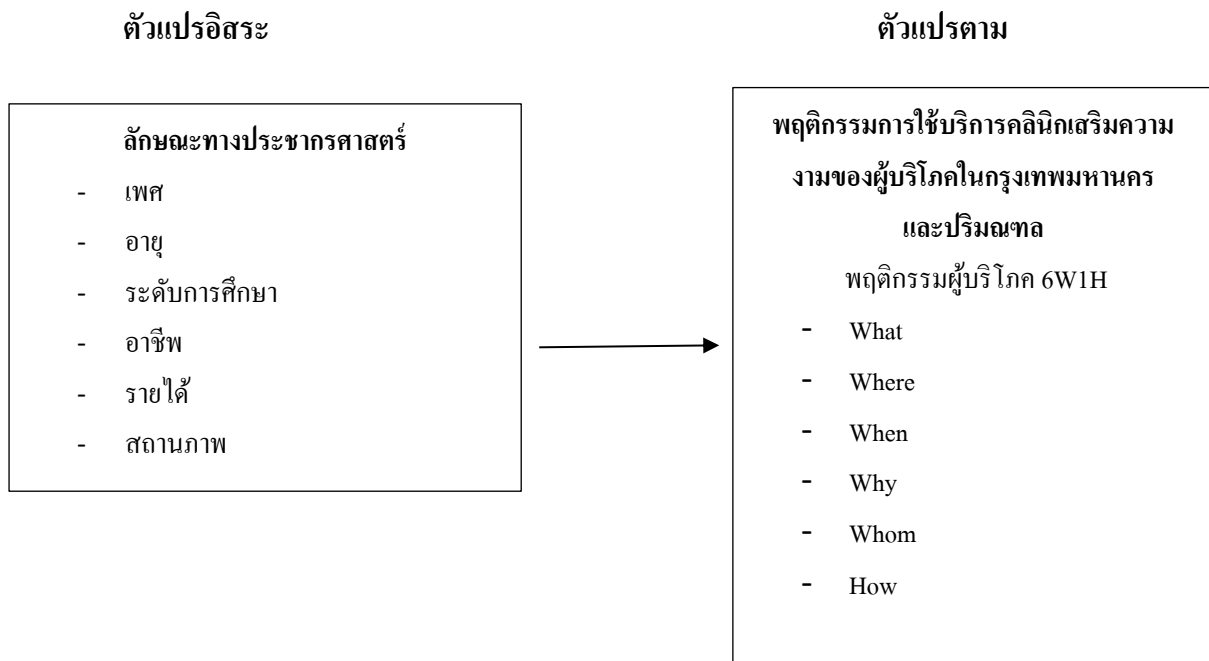 ตัวแปรอิสระ
ลักษณะทางประชากรศาสตร์
- เพศ
- อายุ
- ระดับการศึกษา
- อาชีพ
- รายได้
- สถานภาพ
ตัวแปรตาม
พฤติกรรมการใช้บริการคลินิกเสริมความ
งามของผู้บริโภคในกรุงเทพมหานคร
และปริมณฑล
พฤติกรรมผู้บริโภค 6W1H
- What
- Where
- When
- Why
- Whom
- How